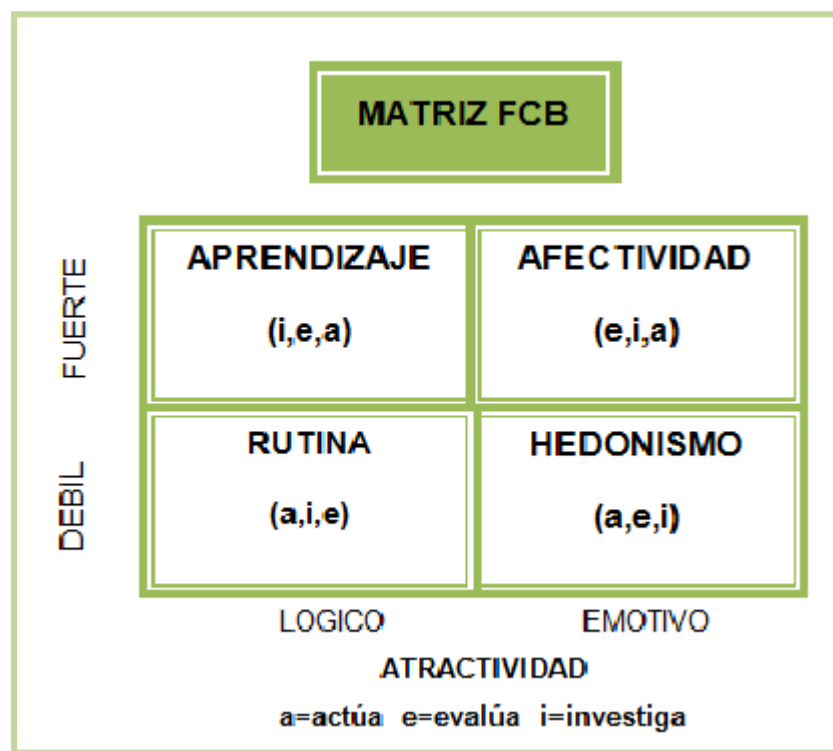 MATRIZ FCB
FUERTE
APRENDIZAJE
(i,e,a)
AFECTIVIDAD
(e,i,a)
DEBIL
RUTINA
(a,i,e)
HEDONISMO
(a,e,i)
LOGICO
EMOTIVO
ATRACTIVIDAD
a=actúa e=evalúa i=investiga